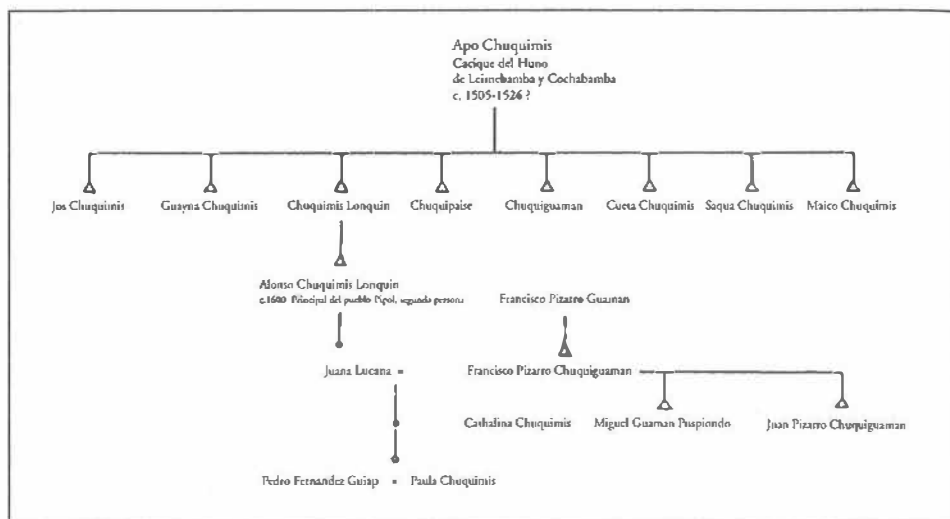 Apo Chuquimis
Cacique del Huno
de Leimebamba y Cochabamba
c. 1505-1526 ?
Jos Chuquimis
Guayna Chuquimis
Chuquimis Lonquin
Chuquipaise
Chuquiguaman
Cueta Chuquimis
Saqua Chuquimis
Maico Chuquimis
Alonso Chuquimis Lonquin
c.1600 Principal del pueblo Pipol, segunda persona
Francisco Pizarro Guaman
Juana Lucana =
Francisco Pizarro Chuquiguaman
Cathalina Chuquimis
Miguel Guaman Puspiondo
Juan Pizarro Chuquiguaman
Pedro Fernandez Guiap = Paula Chuquimis